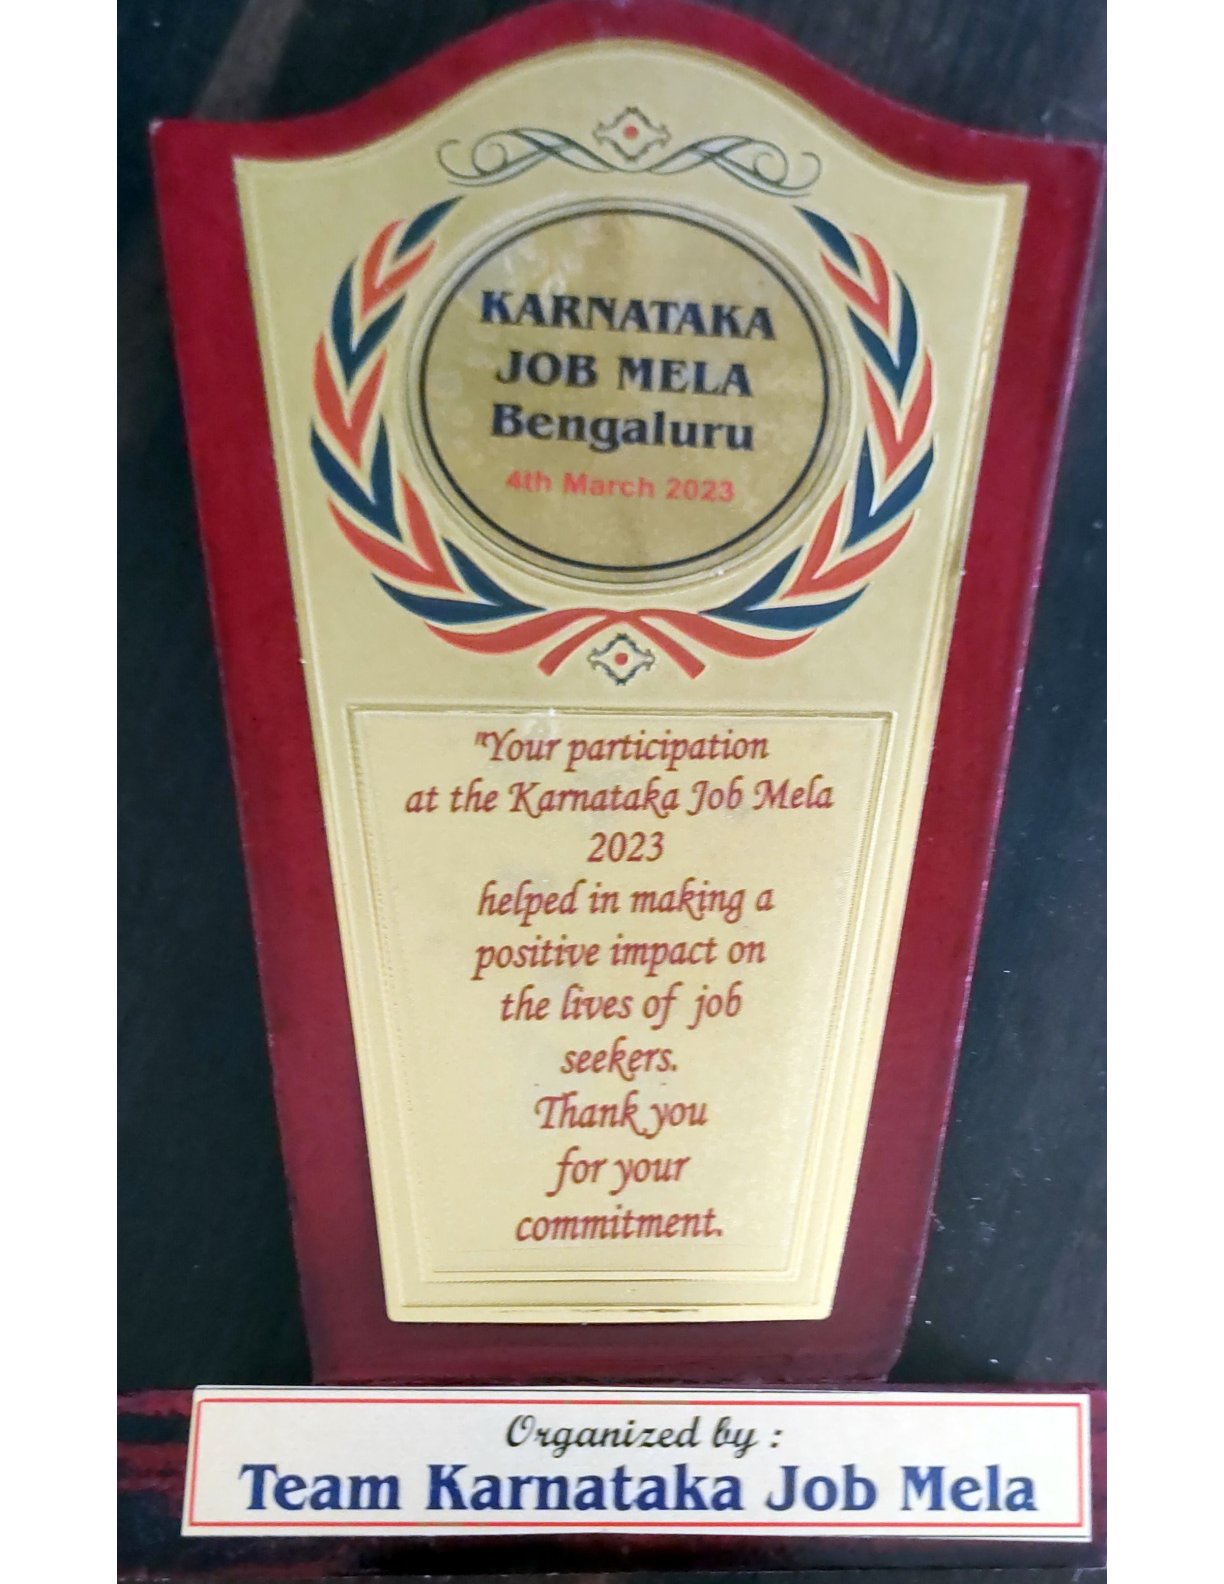 KARNATAKA
JOB MELA
Bengaluru
4th March 2023
"Your participation
at the Karnataka Job Mela
2023
helped in making a
positive impact on
the lives of job
seekers.
Thank you
for your
commitment.
Organized by :
Team Karnataka Job Mela